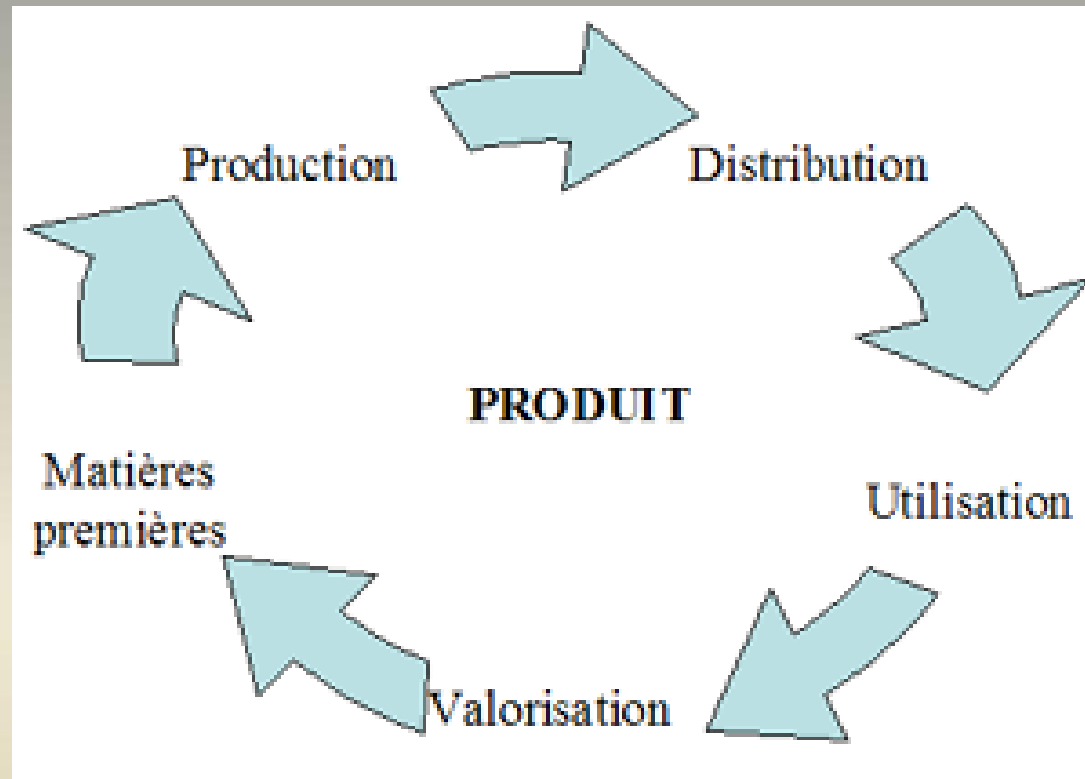 Production
Distribution
PRODUIT
Matières
premières
Utilisation
Valorisation